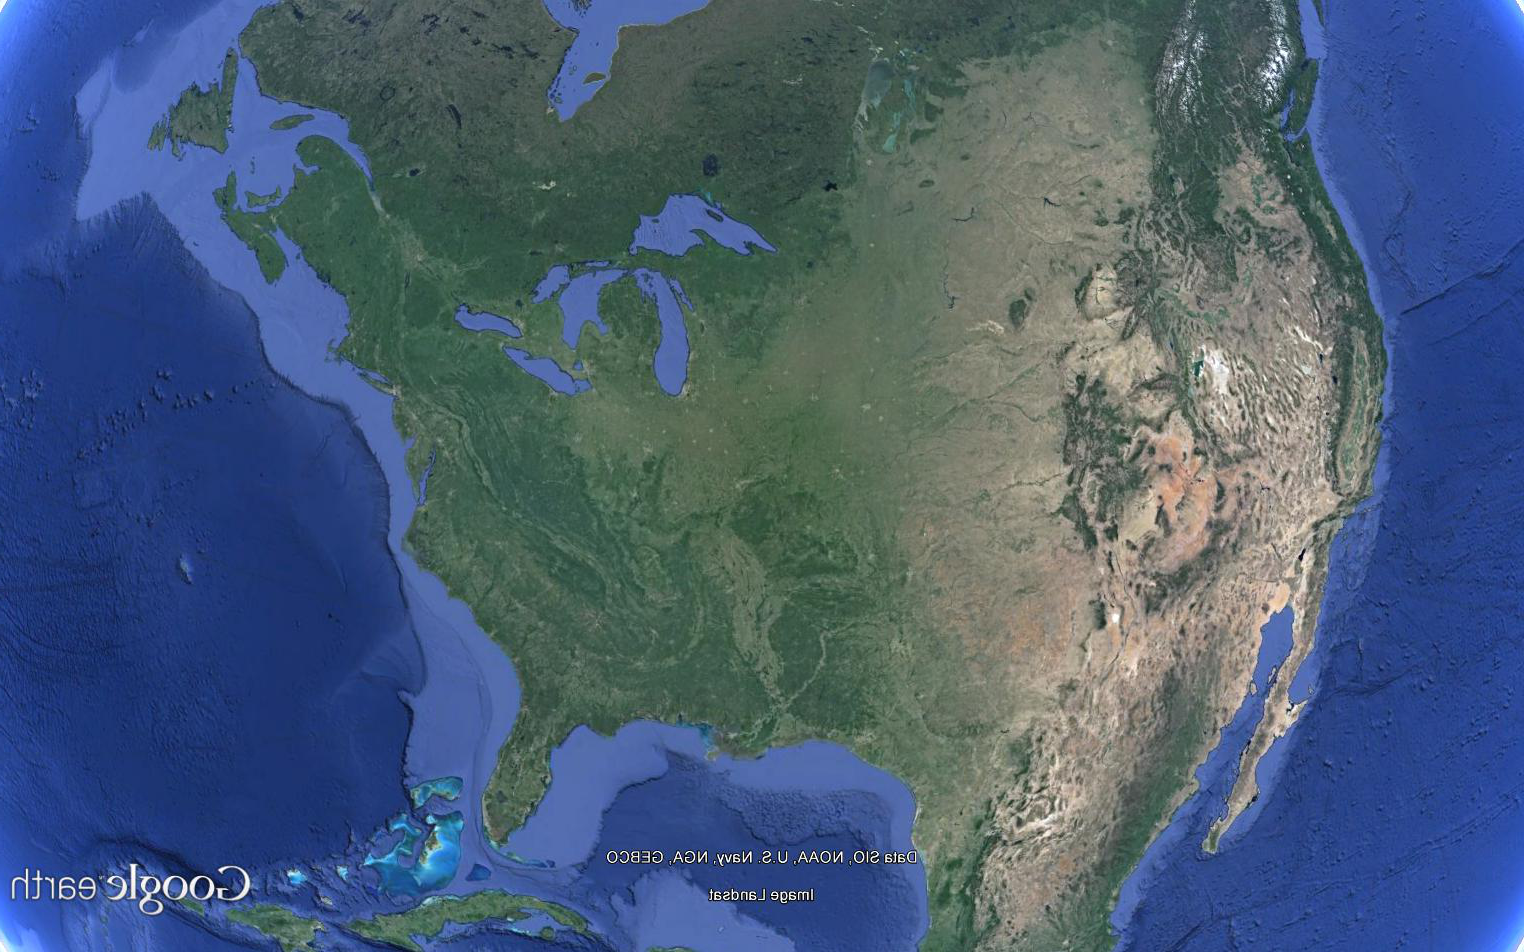 Data SIO, NOAA, U.S. Navy, NGA, GEBCO
Image Landsat
Google earth